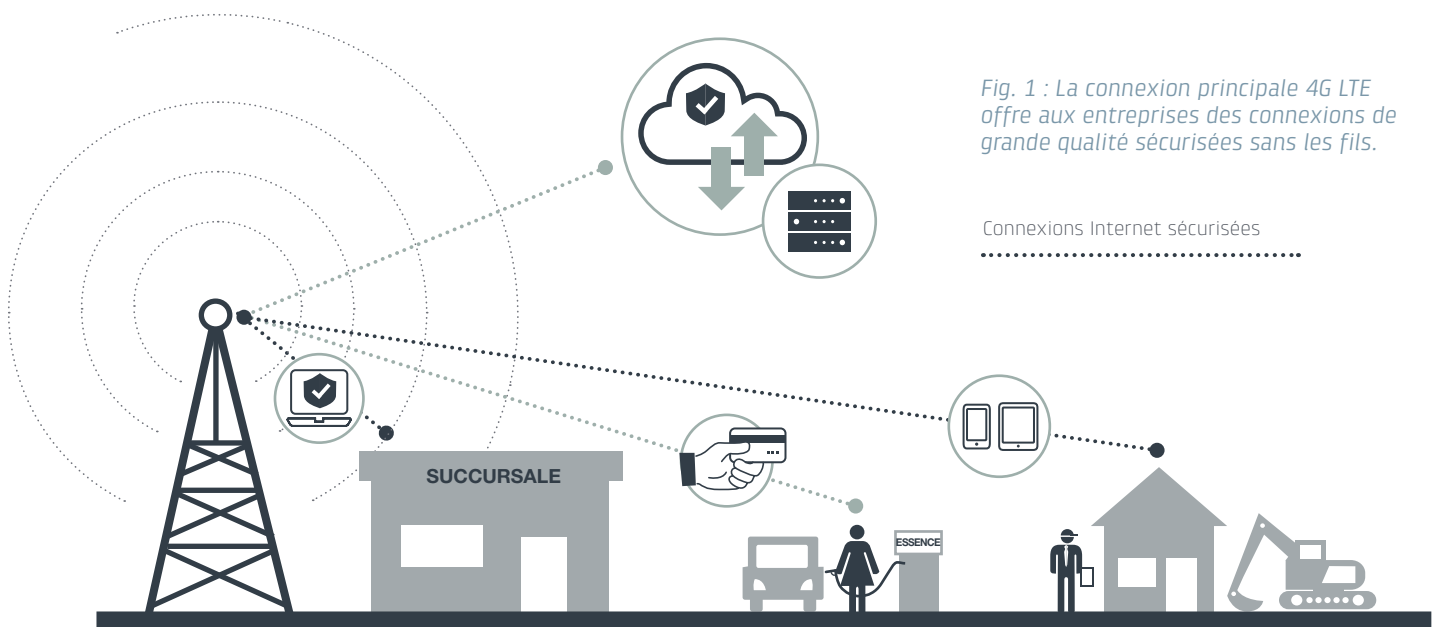 Fig. 1 : La connexion principale 4G LTE
offre aux entreprises des connexions de
grande qualité sécurisées sans les fils.
Connexions Internet sécurisées
SUCCURSALE
ESSENCE